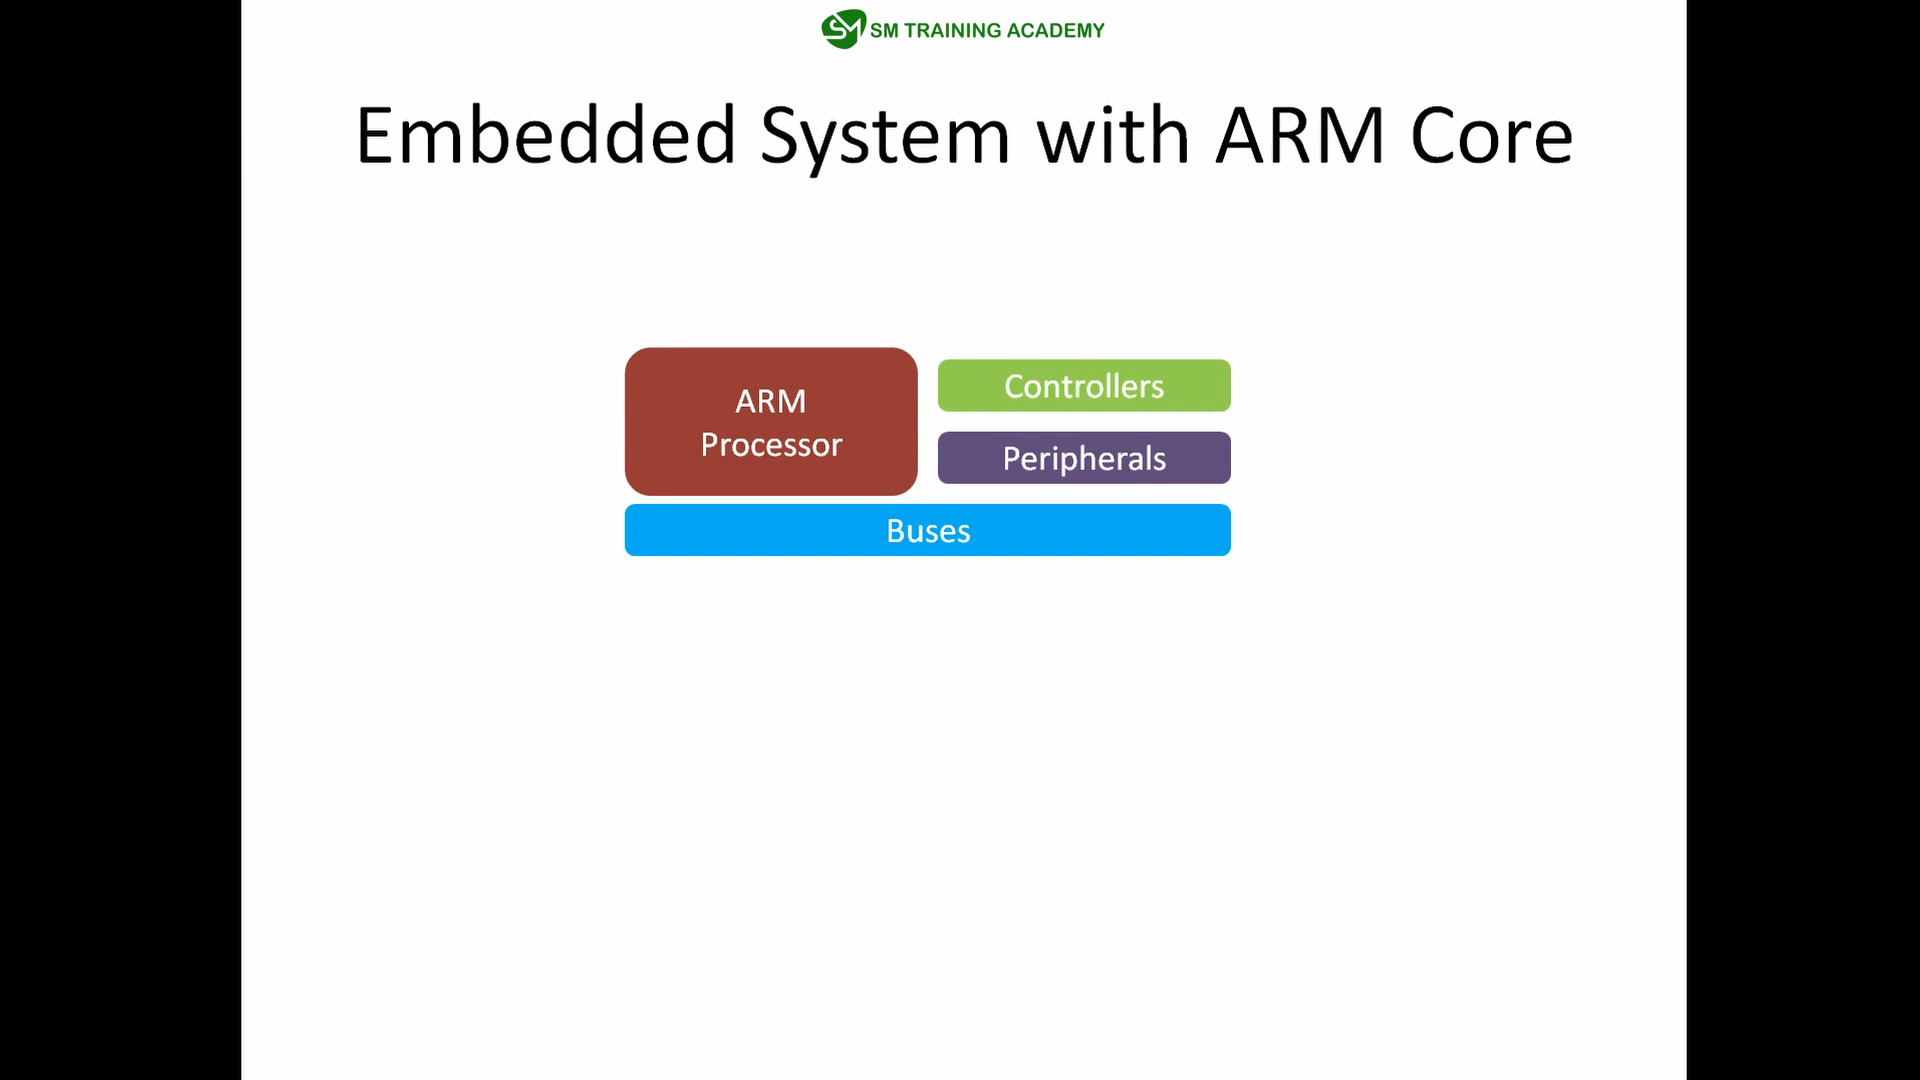 SM TRAINING ACADEMY
Embedded System with ARM Core
ARM
Processor
Controllers
Peripherals
Buses